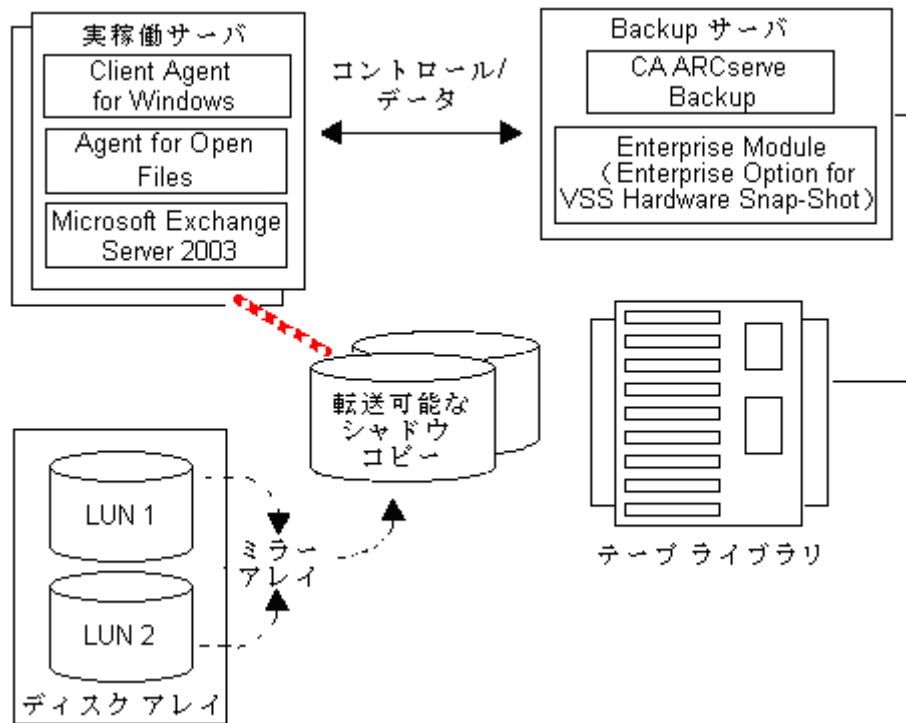 実稼働サーバ
Client Agent
for Windows
Agent for Open
Files
Microsoft Exchange
Server 2003
コントロール/
データ
Backup サーバ
CA ARCserve
Backup
Enterprise Module
（Enterprise Option for
VSS Hardware Snap-Shot）
転送可能な
シャドウ
コピー
LUN 1
LUN 2
ミラー
アレイ
ディスク アレイ
テープ ライブラリ